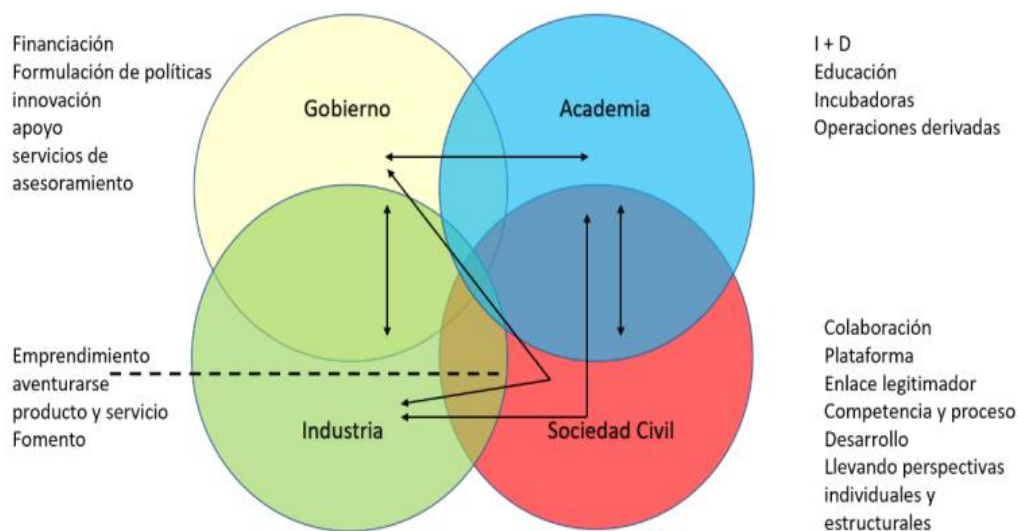 Financiación
Formulación de políticas
innovación
apoyo
servicios de
asesoramiento
Gobierno
Academia
I + D
Educación
Incubadoras
Operaciones derivadas
Emprendimiento
aventurarse
producto y servicio
Fomento
Industria
Sociedad Civil
Colaboración
Plataforma
Enlace legitimador
Competencia y proceso
Desarrollo
Llevando perspectivas
individuales y
estructurales